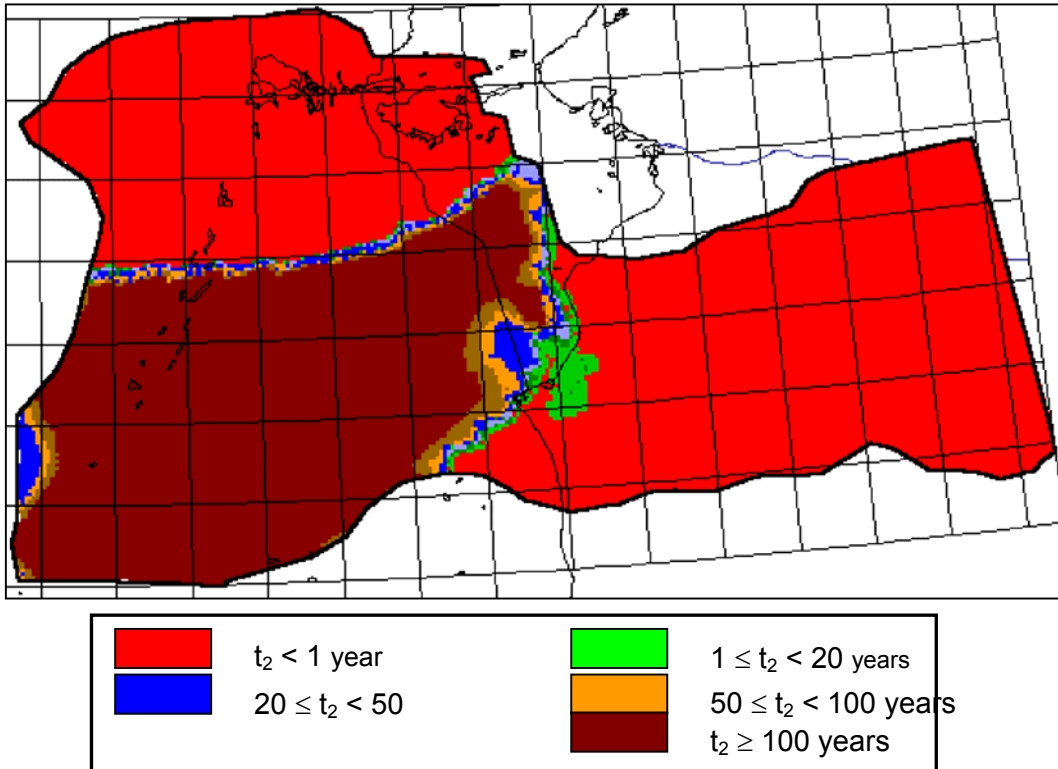 t₂ < 1 year
20 ≤ t₂ < 50
1 ≤ t₂ < 20 years
50 ≤ t₂ < 100 years
t₂ ≥ 100 years